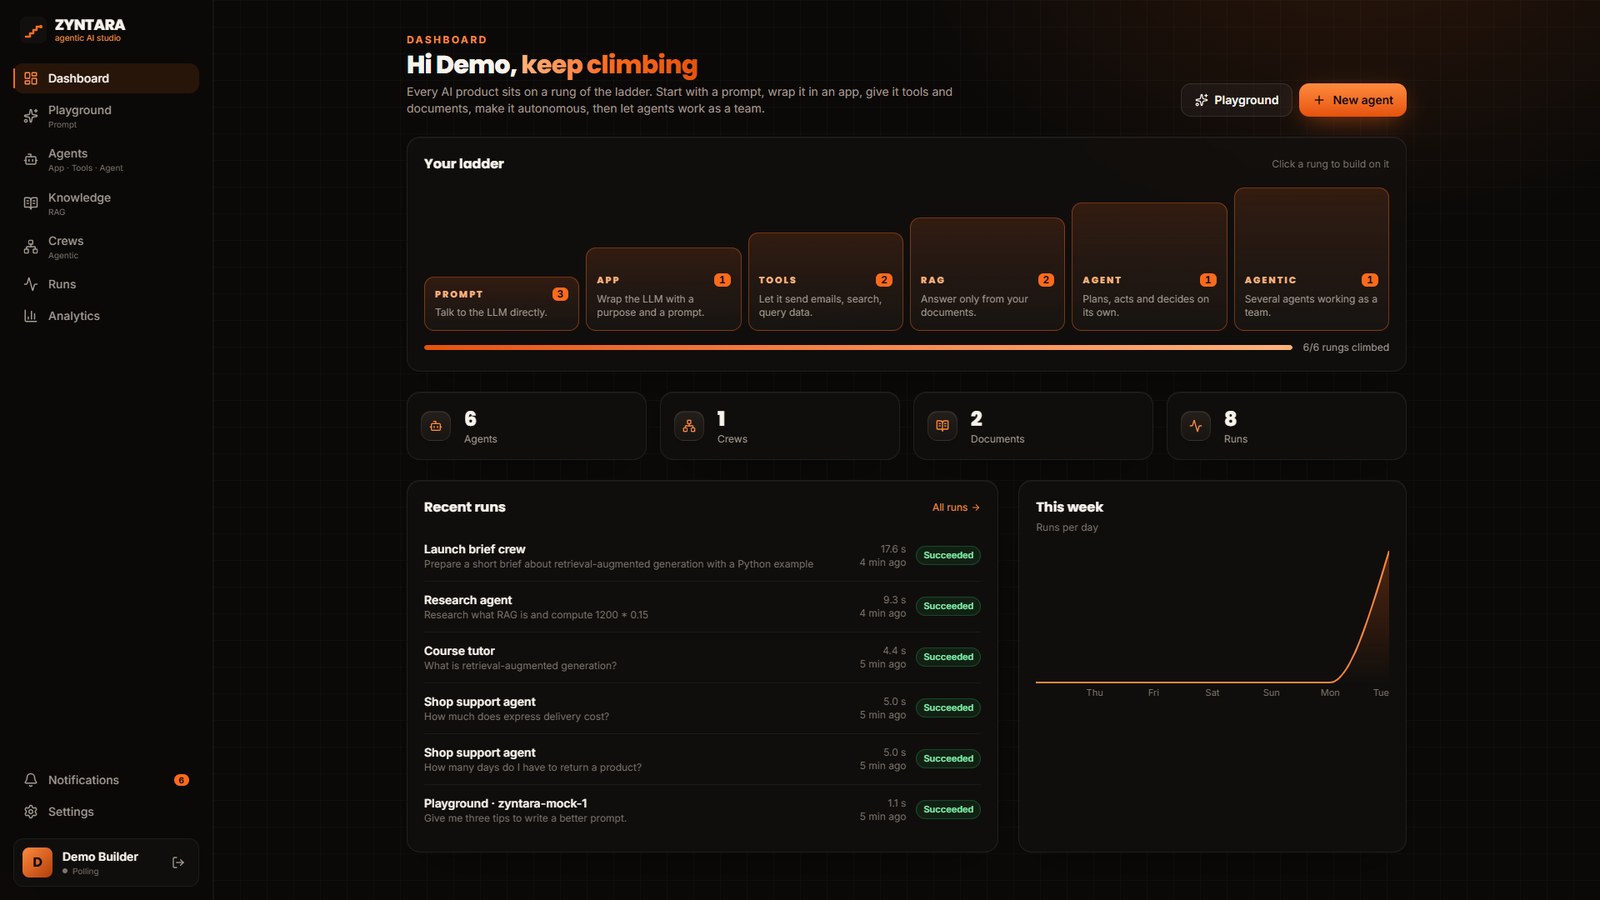 ZYNTARA
agentic AI studio
Dashboard
Playground
Prompt
Agents
App · Tools · Agent
Knowledge
RAG
Crews
Agentic
Runs
Analytics
Notifications
6
Settings
D
Demo Builder
Polling
DASHBOARD
Hi Demo, keep climbing
Every AI product sits on a rung of the ladder. Start with a prompt, wrap it in an app, give it tools and
documents, make it autonomous, then let agents work as a team.
Playground
New agent
Your ladder
Click a rung to build on it
PROMPT
3
Talk to the LLM directly.
APP
1
Wrap the LLM with a
purpose and a prompt.
TOOLS
2
Let it send emails, search,
query data.
RAG
2
Answer only from your
documents.
AGENT
1
Plans, acts and decides on
its own.
AGENTIC
1
Several agents working as a
team.
6/6 rungs climbed
6
Agents
1
Crews
2
Documents
8
Runs
Recent runs
All runs →
Launch brief crew
Prepare a short brief about retrieval-augmented generation with a Python example
17.6 s
4 min ago
Succeeded
Research agent
Research what RAG is and compute 1200 * 0.15
9.3 s
4 min ago
Succeeded
Course tutor
What is retrieval-augmented generation?
4.4 s
5 min ago
Succeeded
Shop support agent
How much does express delivery cost?
5.0 s
5 min ago
Succeeded
Shop support agent
How many days do I have to return a product?
5.0 s
5 min ago
Succeeded
Playground · zyntara-mock-1
Give me three tips to write a better prompt.
1.1 s
5 min ago
Succeeded
This week
Runs per day
Thu Fri Sat Sun Mon Tue